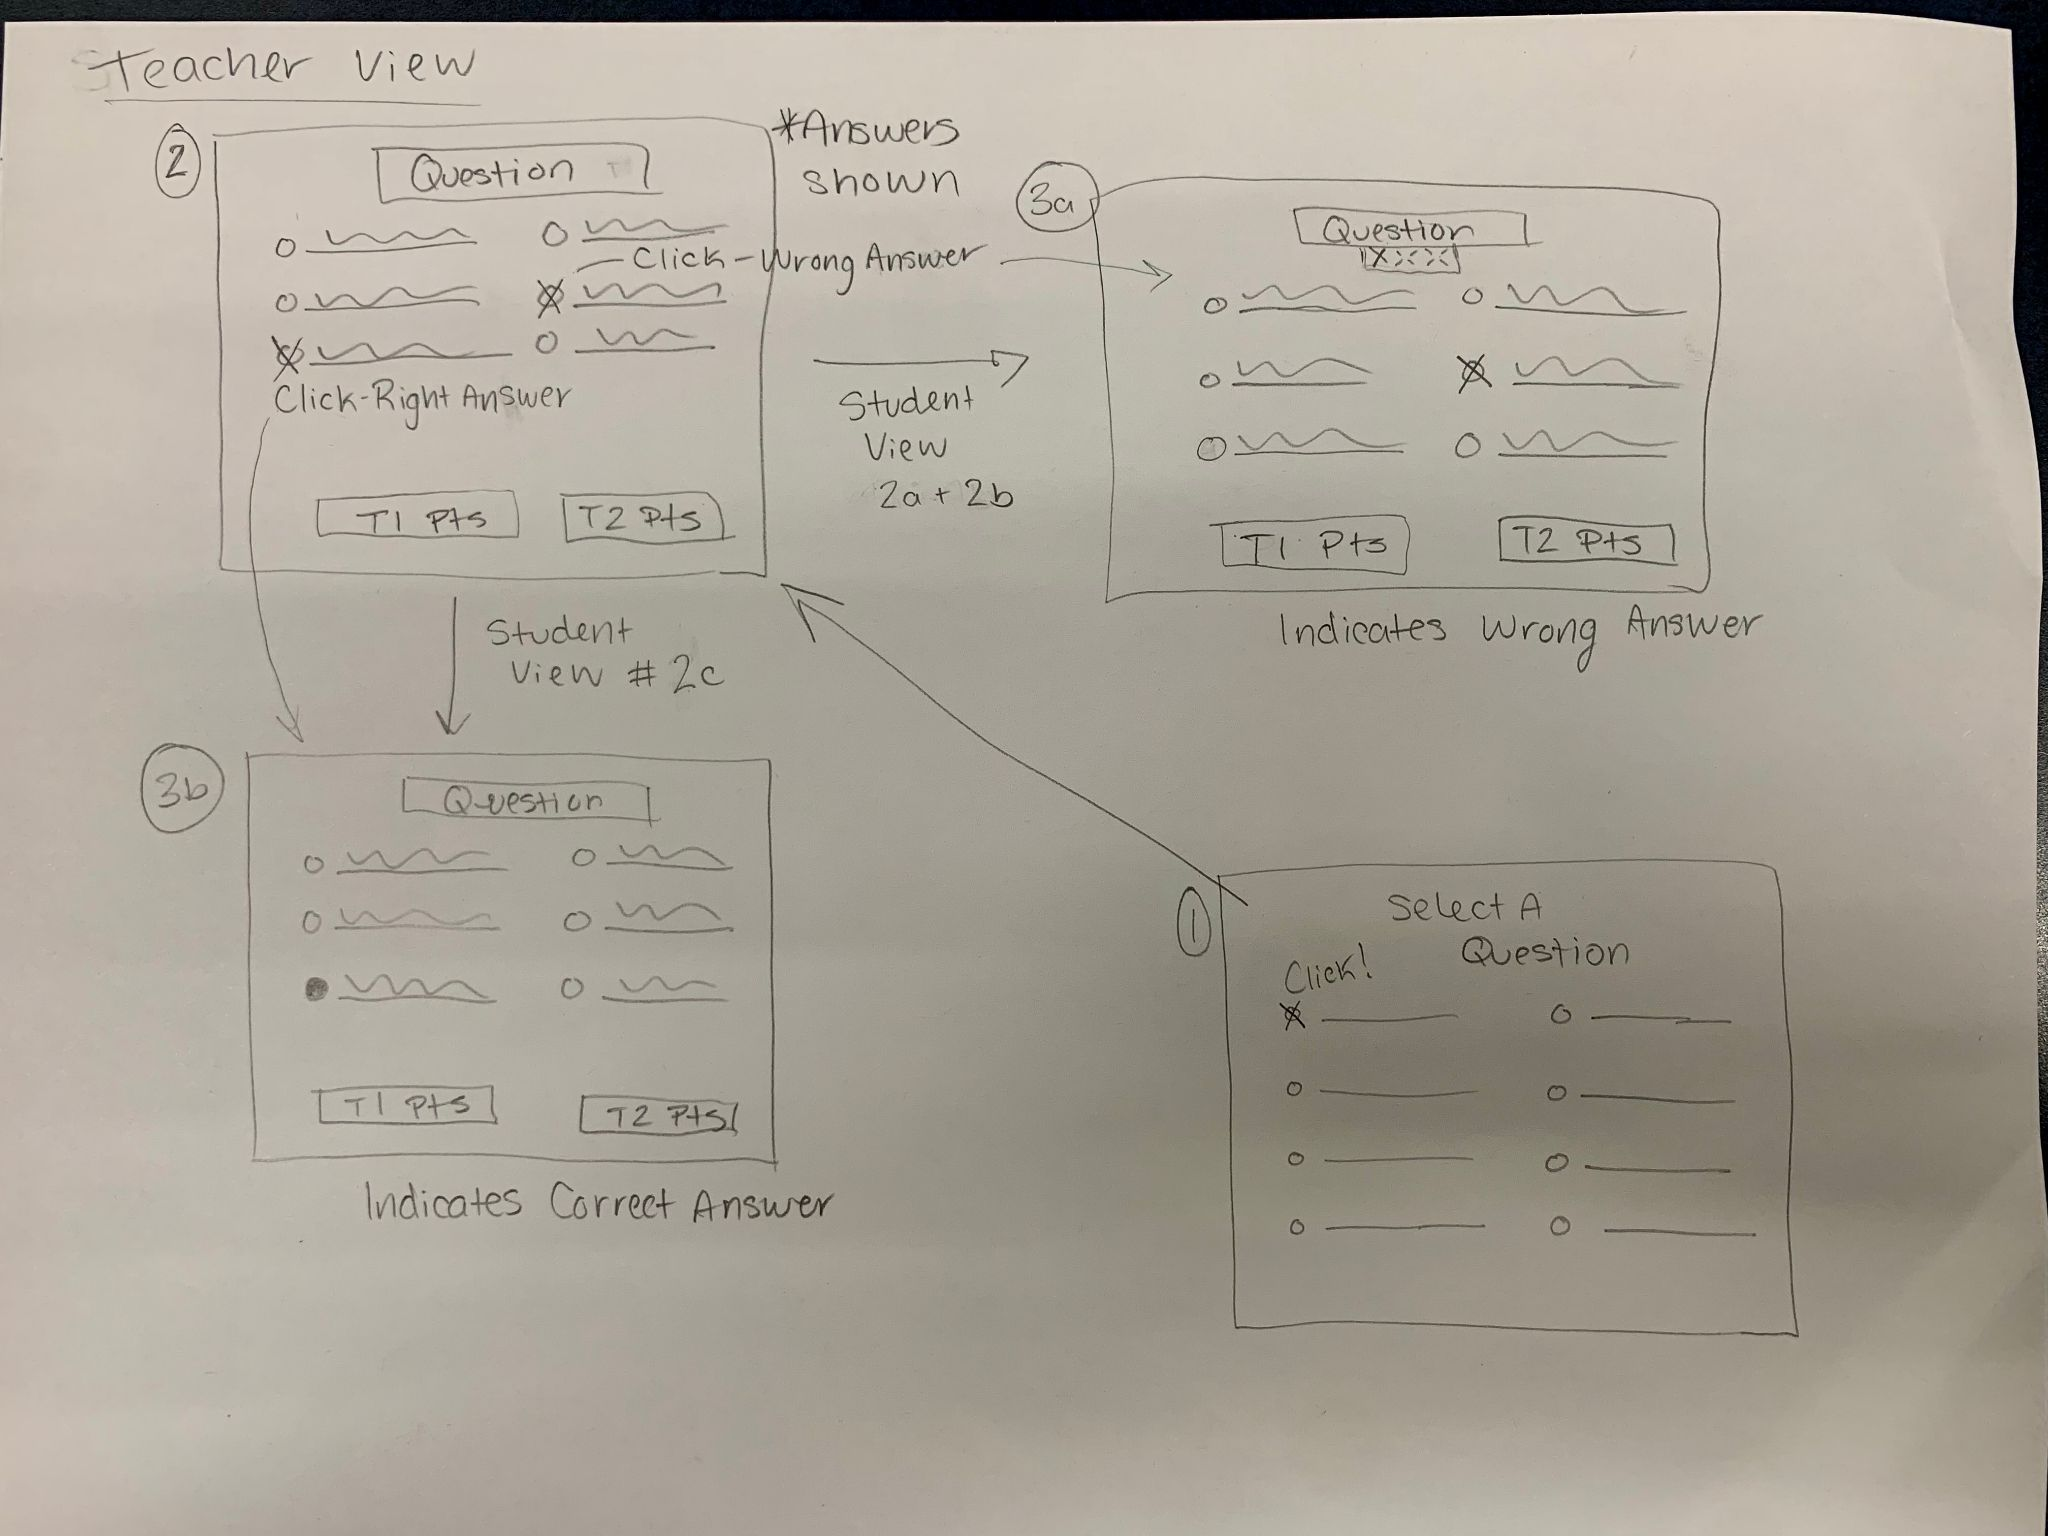 Teacher View
2
Question
*Answers
shown
Click-Wrong Answer
Click-Right Answer
T1 Pts
T2 Pts
Student
View
2a + 2b
3a
Question
X X X X
T1 Pts
T2 Pts
Indicates Wrong Answer
Student
View # 2c
3b
Question
T1 Pts
T2 Pts
Indicates Correct Answer
1
Select A
Question
Click!